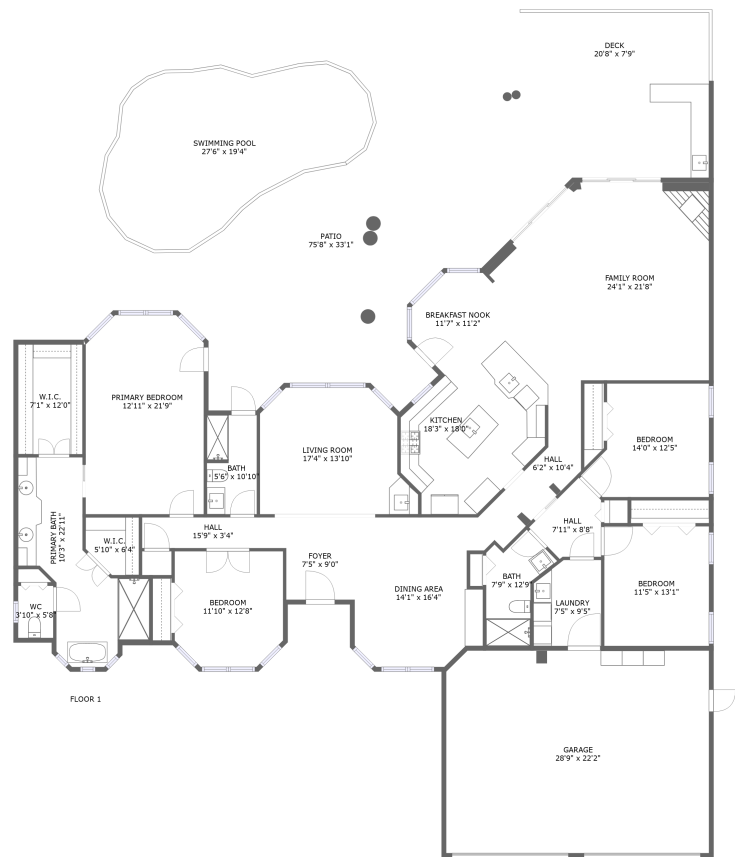 DECK
20'8" x 7'9"
SWIMMING POOL
27'6" x 19'4"
PATIO
75'8" x 33'1"
FAMILY ROOM
24'1" x 21'8"
BREAKFAST NOOK
11'7" x 11'2"
W.I.C.
7'1" x 12'0"
PRIMARY BEDROOM
12'11" x 21'9"
KITCHEN
18'3" x 18'0"
LIVING ROOM
17'4" x 13'10"
BEDROOM
14'0" x 12'5"
HALL
6'2" x 10'4"
BATH
5'6" x 10'10"
PRIMARY BATH
10'3" x 22'11"
HALL
15'9" x 3'4"
HALL
7'11" x 8'8"
W.I.C.
5'10" x 6'4"
FOYER
7'5" x 9'0"
BATH
7'9" x 12'9"
BEDROOM
11'5" x 13'1"
DINING AREA
14'1" x 16'4"
WC
3'10" x 5'8"
BEDROOM
11'10" x 12'8"
LAUNDRY
7'5" x 9'5"
FLOOR 1
GARAGE
28'9" x 22'2"